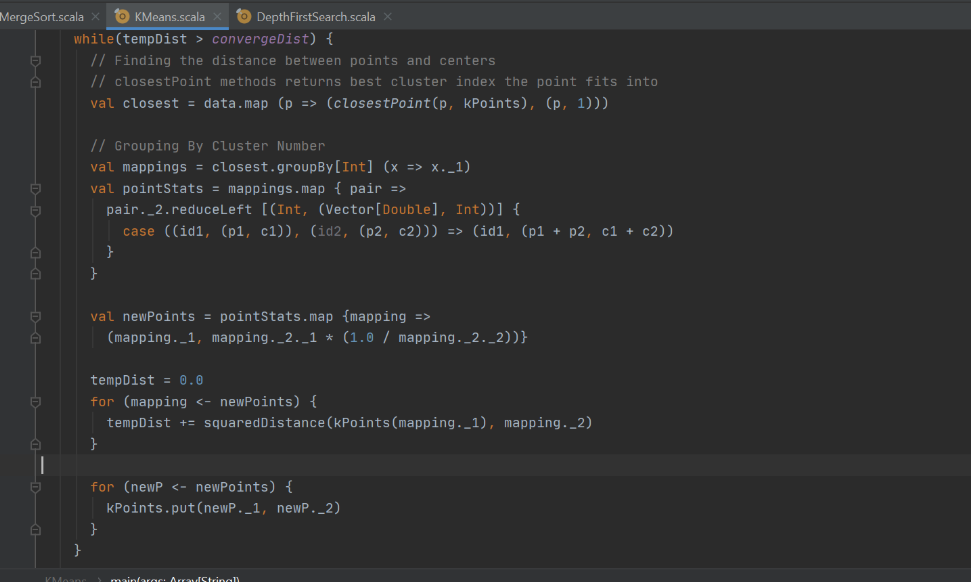 MergeSort.scala × KMeans.scala × DepthFirstSearch.scala ×
while(tempDist > convergeDist) {
// Finding the distance between points and centers
// closestPoint methods returns best cluster index the point fits into
val closest = data.map (p => (closestPoint(p, kPoints), (p, 1)))
// Grouping By Cluster Number
val mappings = closest.groupBy[Int] (x => x._1)
val pointStats = mappings.map { pair =>
pair._2.reduceLeft [(Int, (Vector[Double], Int))] {
case ((id1, (p1, c1)), (id2, (p2, c2))) => (id1, (p1 + p2, c1 + c2))
}
}
val newPoints = pointStats.map {mapping =>
(mapping._1, mapping._2._1 * (1.0 / mapping._2._2))}
tempDist = 0.0
for (mapping <- newPoints) {
tempDist += squaredDistance(kPoints(mapping._1), mapping._2)
}
for (newP <- newPoints) {
kPoints.put(newP._1, newP._2)
}
}
KMeans > main(args: Array[String])